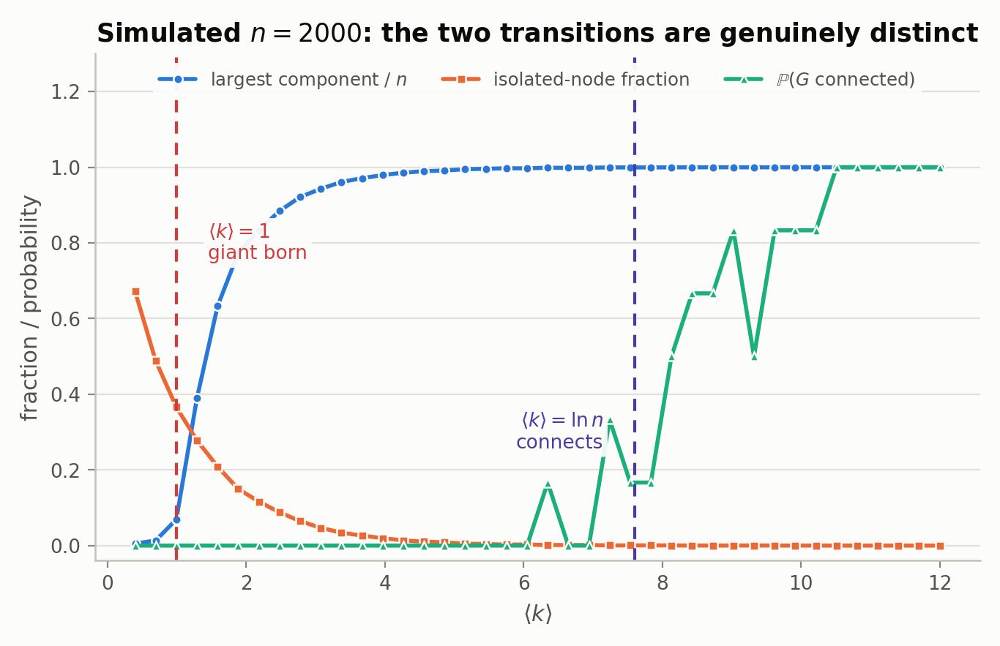 Simulated n = 2000: the two transitions are genuinely distinct
largest component / n
isolated-node fraction
ℙ(G connected)
1.2
1.0
0.8
0.6
0.4
0.2
0.0
fraction / probability
⟨k⟩ = 1
giant born
⟨k⟩ = ln n
connects
0
2
4
6
8
10
12
⟨k⟩